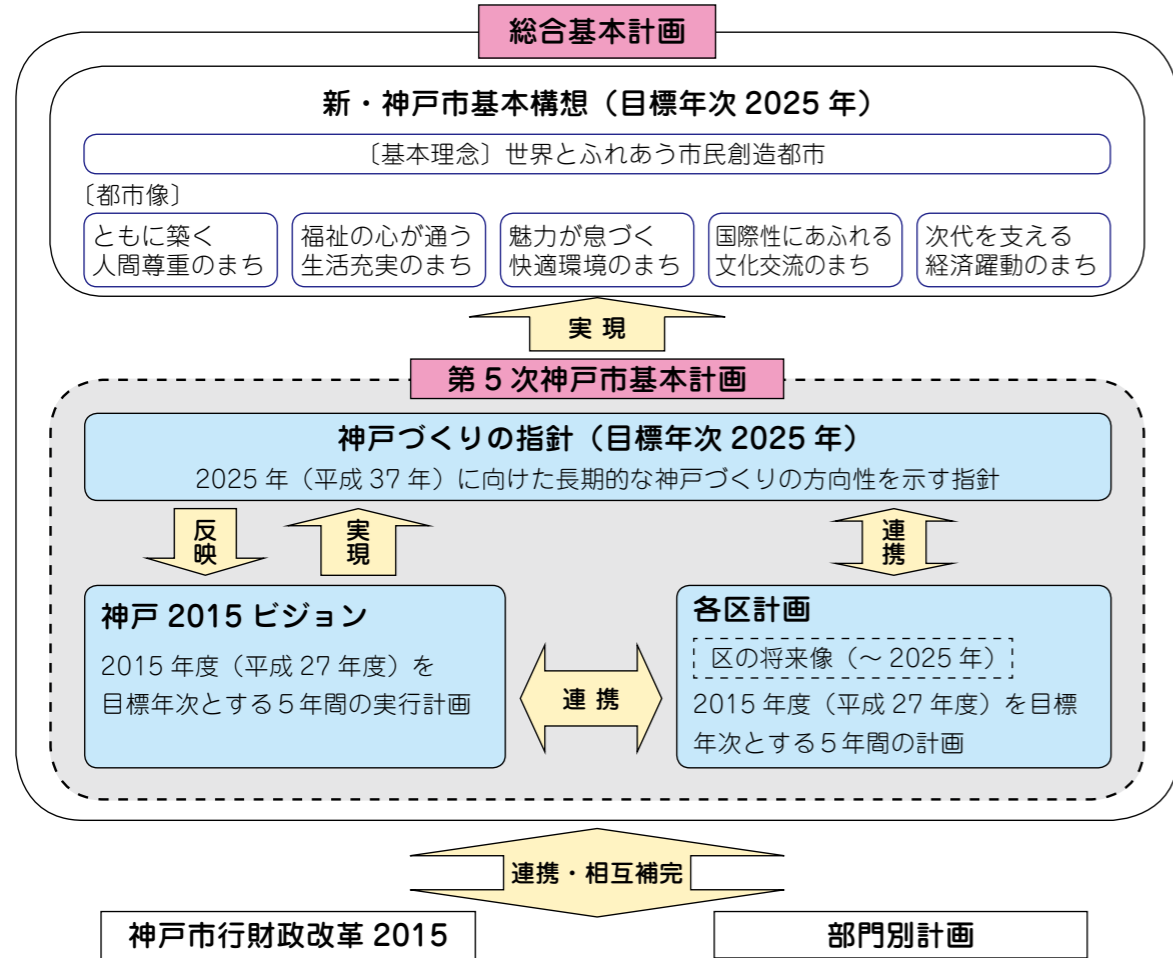 総合基本計画
新・神戸市基本構想（目標年次 2025 年）
〔基本理念〕世界とふれあう市民創造都市
〔都市像〕
ともに築く
人間尊重のまち
福祉の心が通う
生活充実のまち
魅力が息づく
快適環境のまち
国際性にあふれる
文化交流のまち
次代を支える
経済躍動のまち
実 現
第 5 次神戸市基本計画
神戸づくりの指針（目標年次 2025 年）
2025 年（平成 37 年）に向けた長期的な神戸づくりの方向性を示す指針
反映
実現
連携
神戸 2015 ビジョン
2015 年度（平成 27 年度）を
目標年次とする５年間の実行計画
連 携
各区計画
区の将来像（～ 2025 年）
2015 年度（平成 27 年度）を目標
年次とする５年間の計画
連携・相互補完
神戸市行財政改革 2015
部門別計画